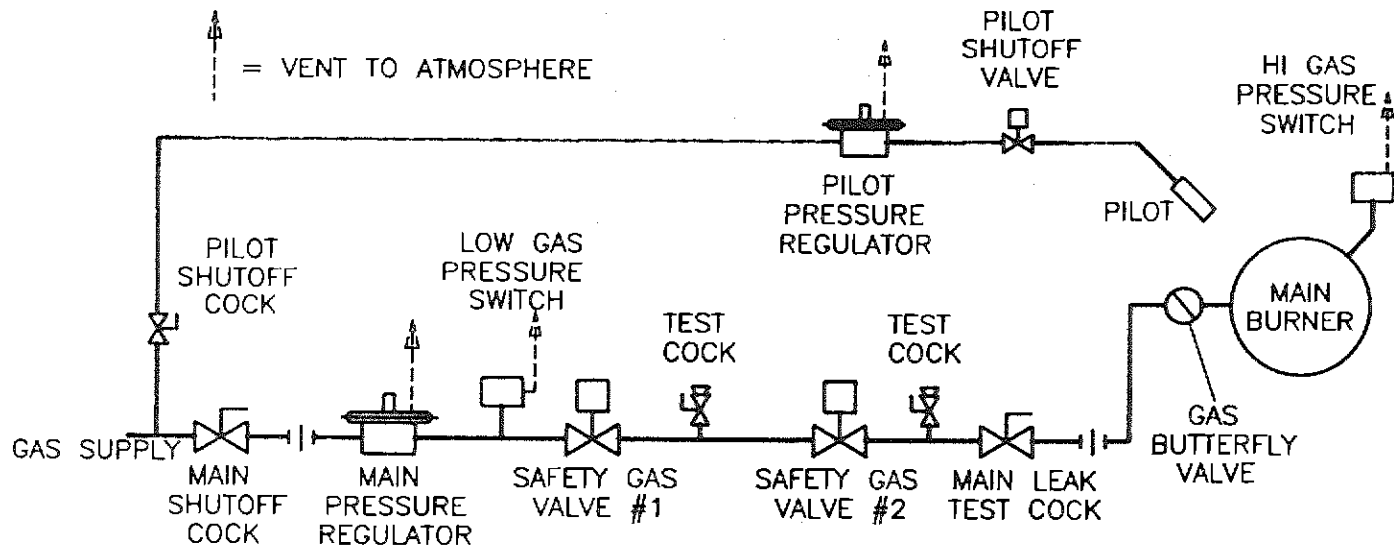 = VENT TO ATMOSPHERE
PILOT
SHUTOFF
VALVE
HI GAS
PRESSURE
SWITCH
PILOT
PRESSURE
REGULATOR
PILOT
PILOT
SHUTOFF
COCK
LOW GAS
PRESSURE
SWITCH
TEST
COCK
TEST
COCK
MAIN
BURNER
GAS SUPPLY
MAIN
SHUTOFF
COCK
MAIN
PRESSURE
REGULATOR
SAFETY GAS
VALVE #1
SAFETY GAS
VALVE #2
MAIN LEAK
TEST COCK
GAS
BUTTERFLY
VALVE